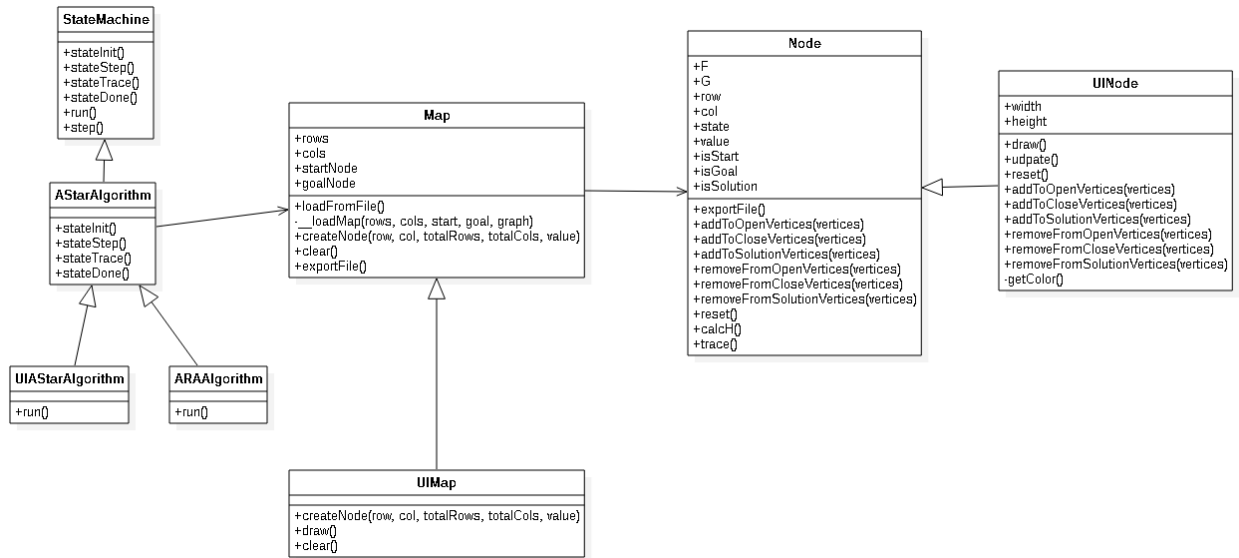 StateMachine
+stateInit()
+stateStep()
+stateTrace()
+stateDone()
+run()
+step()
AStarAlgorithm
+stateInit()
+stateStep()
+stateTrace()
+stateDone()
UIAStarAlgorithm
+run()
ARAAlgorithm
+run()
Map
+rows
+cols
+startNode
+goalNode
+loadFromFile()
-__loadMap(rows, cols, start, goal, graph)
+createNode(row, col, totalRows, totalCols, value)
+clear()
+exportFile()
UIMap
+createNode(row, col, totalRows, totalCols, value)
+draw()
+clear()
Node
+F
+G
+row
+col
+state
+value
+isStart
+isGoal
+isSolution
+exportFile()
+addToOpenVertices(vertices)
+addToCloseVertices(vertices)
+addToSolutionVertices(vertices)
+removeFromOpenVertices(vertices)
+removeFromCloseVertices(vertices)
+removeFromSolutionVertices(vertices)
+reset()
+calcH()
+trace()
UINode
+width
+height
+draw()
+udpate()
+reset()
+addToOpenVertices(vertices)
+addToCloseVertices(vertices)
+addToSolutionVertices(vertices)
+removeFromOpenVertices(vertices)
+removeFromCloseVertices(vertices)
+removeFromSolutionVertices(vertices)
-getColor()